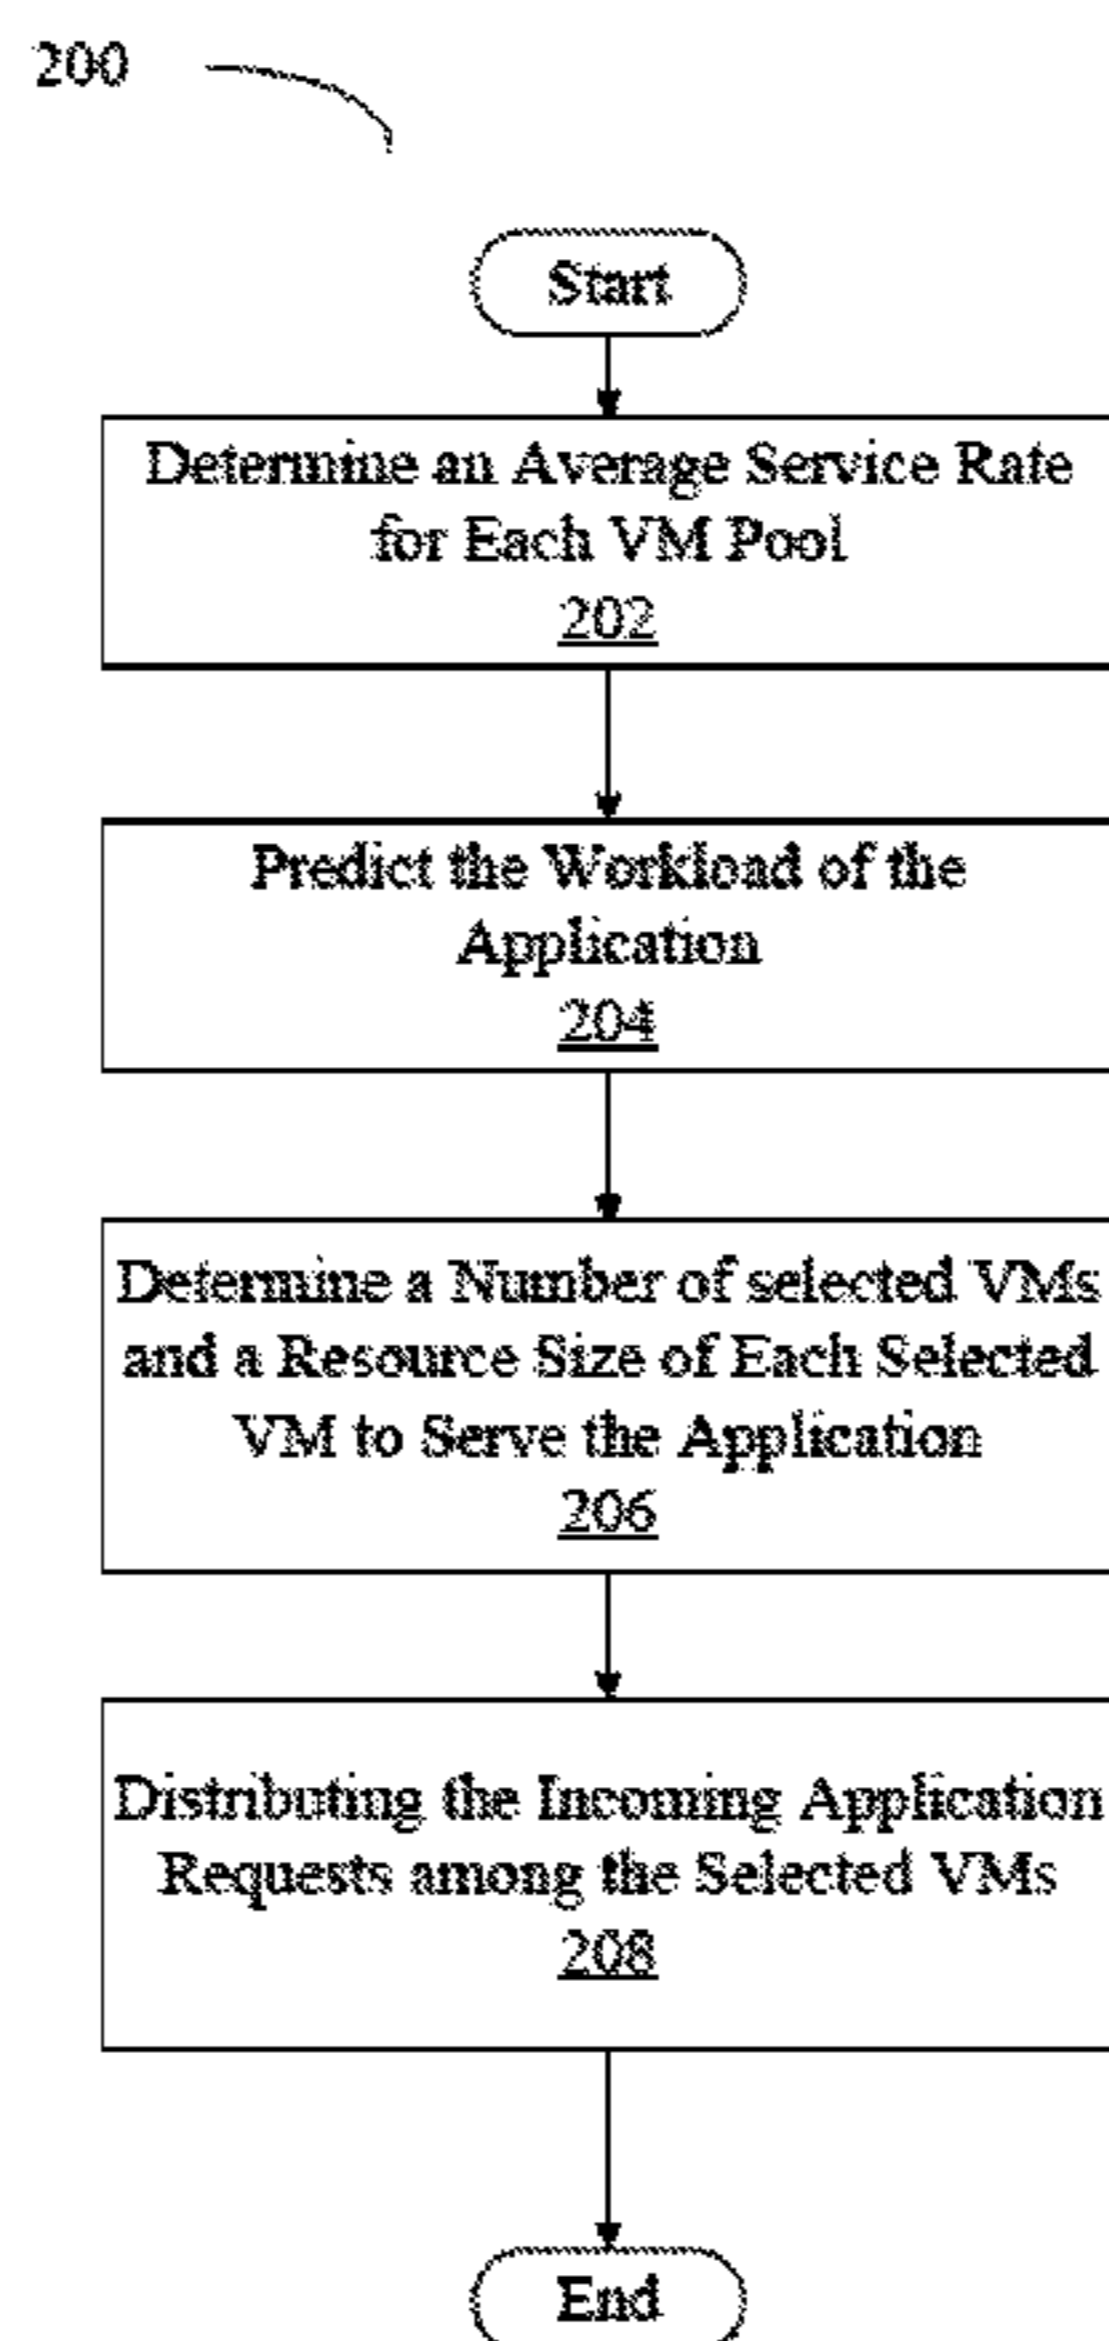 200
Start
Determine an Average Service Rate
for Each VM Pool
202
Predict the Workload of the
Application
204
Determine a Number of selected VMs
and a Resource Size of Each Selected
VM to Serve the Application
206
Distributing the Incoming Application
Requests among the Selected VMs
208
End